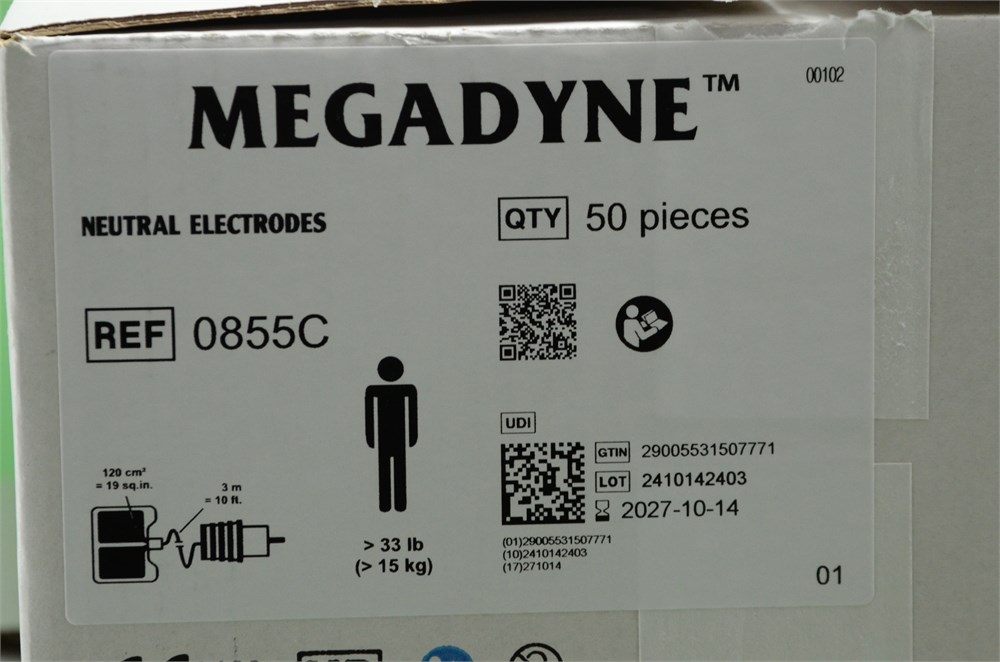 MEGADYNE™
00102
NEUTRAL ELECTRODES
QTY 50 pieces
REF 0855C
UDI
GTIN 29005531507771
LOT 2410142403
2027-10-14
(01)29005531507771
(10)2410142403
(17)271014
120 cm²
= 19 sq.in.
3 m
= 10 ft.
> 33 lb
(> 15 kg)
01